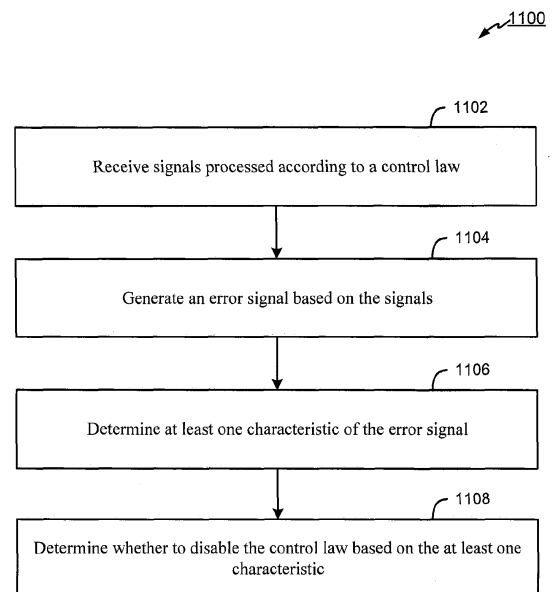 1100
1102
Receive signals processed according to a control law
1104
Generate an error signal based on the signals
1106
Determine at least one characteristic of the error signal
1108
Determine whether to disable the control law based on the at least one
characteristic